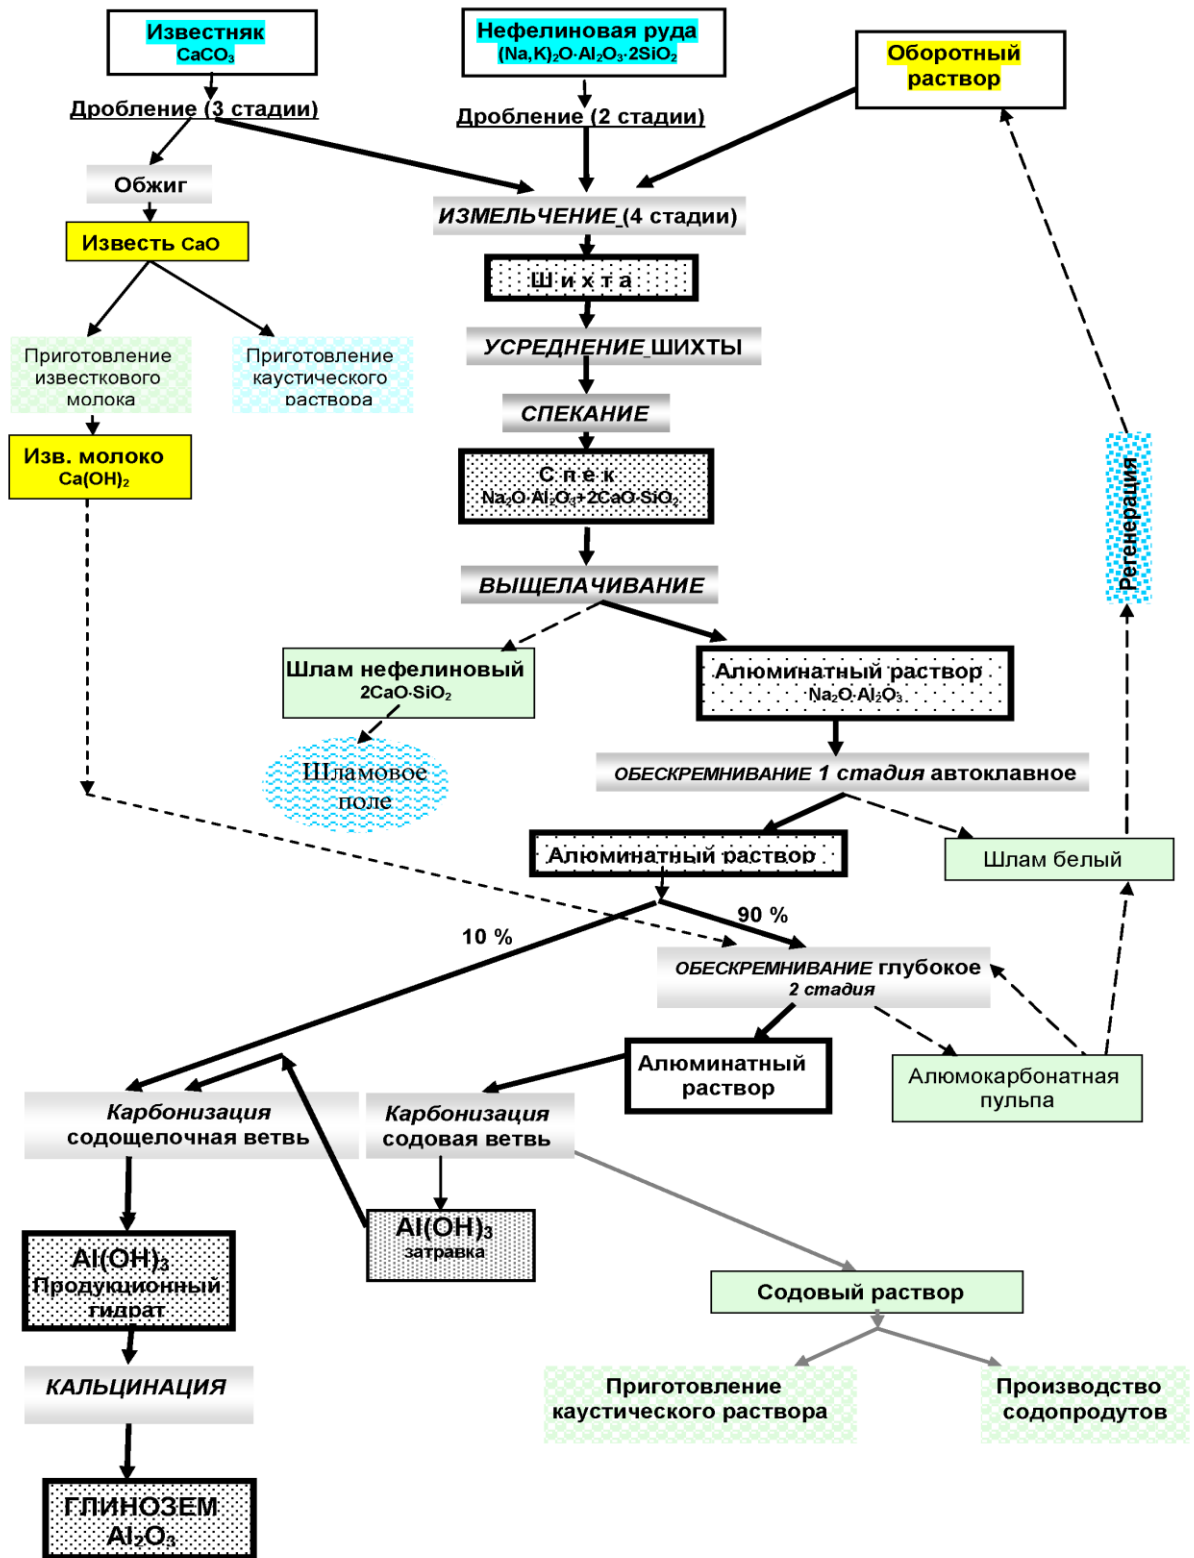 Известняк
CaCO₃
Нефелиновая руда
(Na,K)₂O·Al₂O₃·2SiO₂
Оборотный
раствор
Дробление (3 стадии)
Дробление (2 стадии)
Обжиг
ИЗМЕЛЬЧЕНИЕ_(4 стадии)
Известь CaO
Шихта
Приготовление
известкового
молока
Приготовление
каустического
раствора
УСРЕДНЕНИЕ_ШИХТЫ
СПЕКАНИЕ
Изв. молоко
Ca(OH)₂
Спек
Na₂O·Al₂O₃+2CaO·SiO₂
Регенерация
ВЫЩЕЛАЧИВАНИЕ
Шлам нефелиновый
2CaO·SiO₂
Алюминатный раствор
Na₂O·Al₂O₃
Шламовое
поле
ОБЕСКРЕМНИВАНИЕ 1 стадия автоклавное
Алюминатный раствор
Шлам белый
10 %
90 %
ОБЕСКРЕМНИВАНИЕ глубокое
2 стадия
Алюминатный
раствор
Алюмокарбонатная
пульпа
Карбонизация
содощелочная ветвь
Карбонизация
содовая ветвь
Al(OH)₃
затравка
Al(OH)₃
Продукционный
гидрат
Содовый раствор
КАЛЬЦИНАЦИЯ
Приготовление
каустического раствора
Производство
содопродутов
ГЛИНОЗЕМ
Al₂O₃